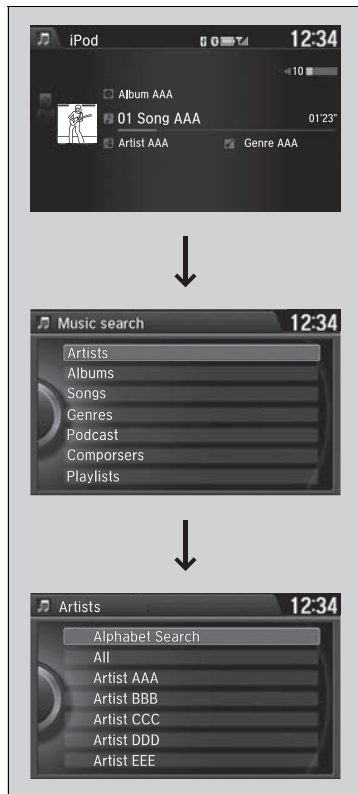 iPod 12:34
10
Album AAA
iPod
01 Song AAA 01'23"
Artist AAA Genre AAA
Music search 12:34
Artists
Albums
Songs
Genres
Podcast
Comporsers
Playlists
Artists 12:34
Alphabet Search
All
Artist AAA
Artist BBB
Artist CCC
Artist DDD
Artist EEE